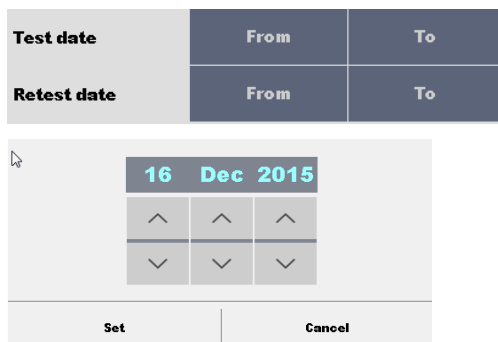 Test date From To
Retest date From To
16 Dec 2015
Set Cancel